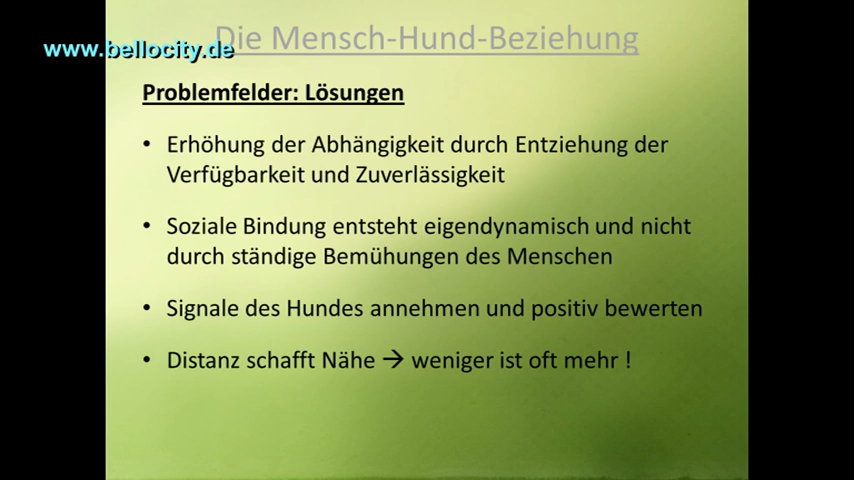 Die Mensch-Hund-Beziehung
www.bellocity.de
Problemfelder: Lösungen
• Erhöhung der Abhängigkeit durch Entziehung der
Verfügbarkeit und Zuverlässigkeit
• Soziale Bindung entsteht eigendynamisch und nicht
durch ständige Bemühungen des Menschen
• Signale des Hundes annehmen und positiv bewerten
• Distanz schafft Nähe → weniger ist oft mehr !